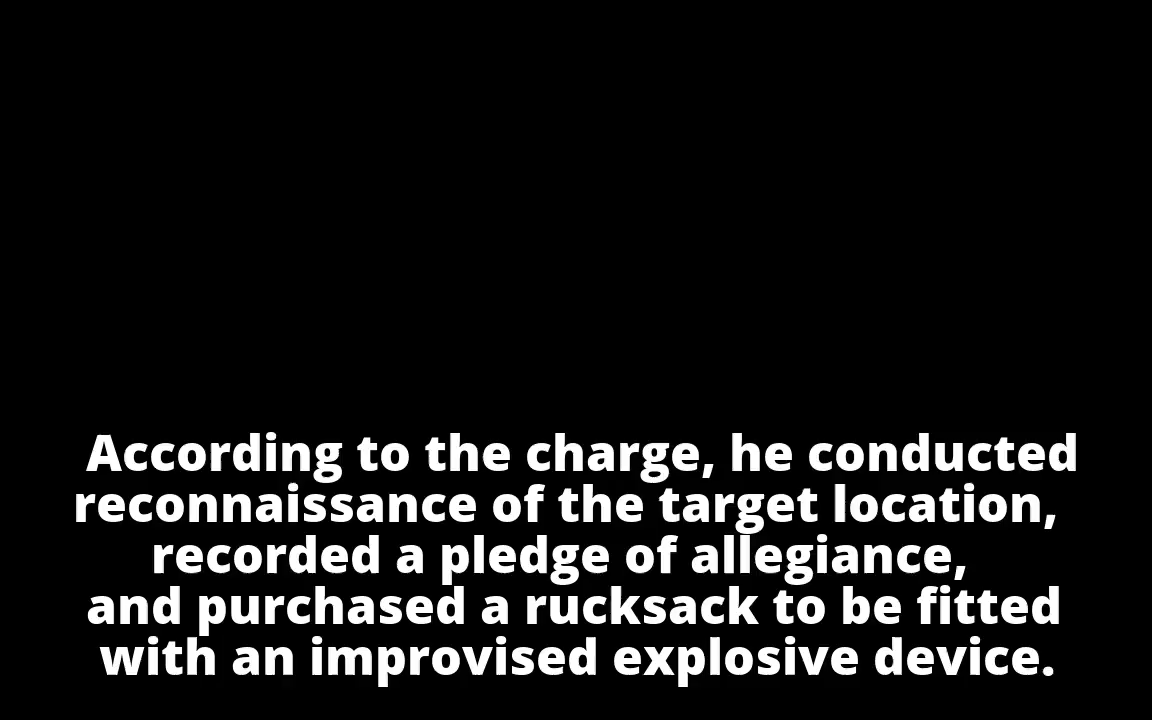 According to the charge, he conducted
reconnaissance of the target location,
recorded a pledge of allegiance,
and purchased a rucksack to be fitted
with an improvised explosive device.